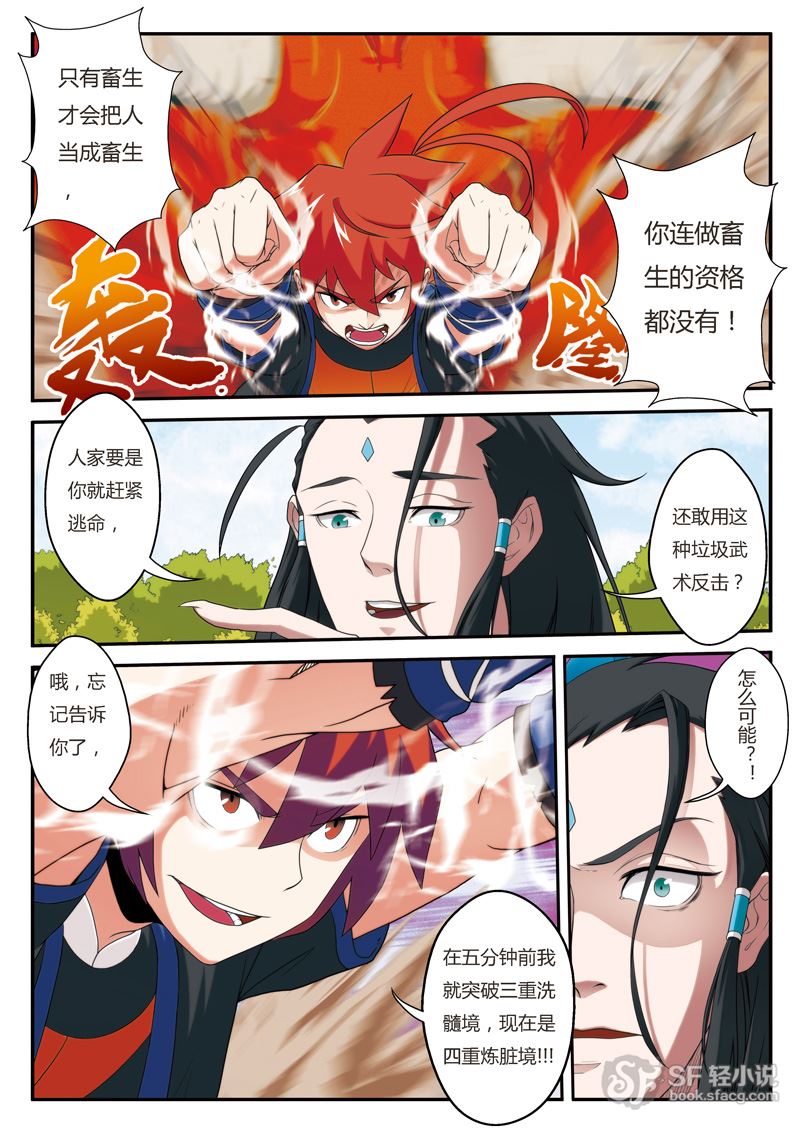 只有畜生
才会把人
当成畜生
，
你连做畜
生的资格
都没有！
轰
隆
人家要是
你就赶紧
逃命，
还敢用这
种垃圾武
术反击？
哦，忘
记告诉
你了，
怎么可能？！
在五分钟前我
就突破三重洗
髓境，现在是
四重炼脏境!!!
SF 轻小说
book.sfacg.com